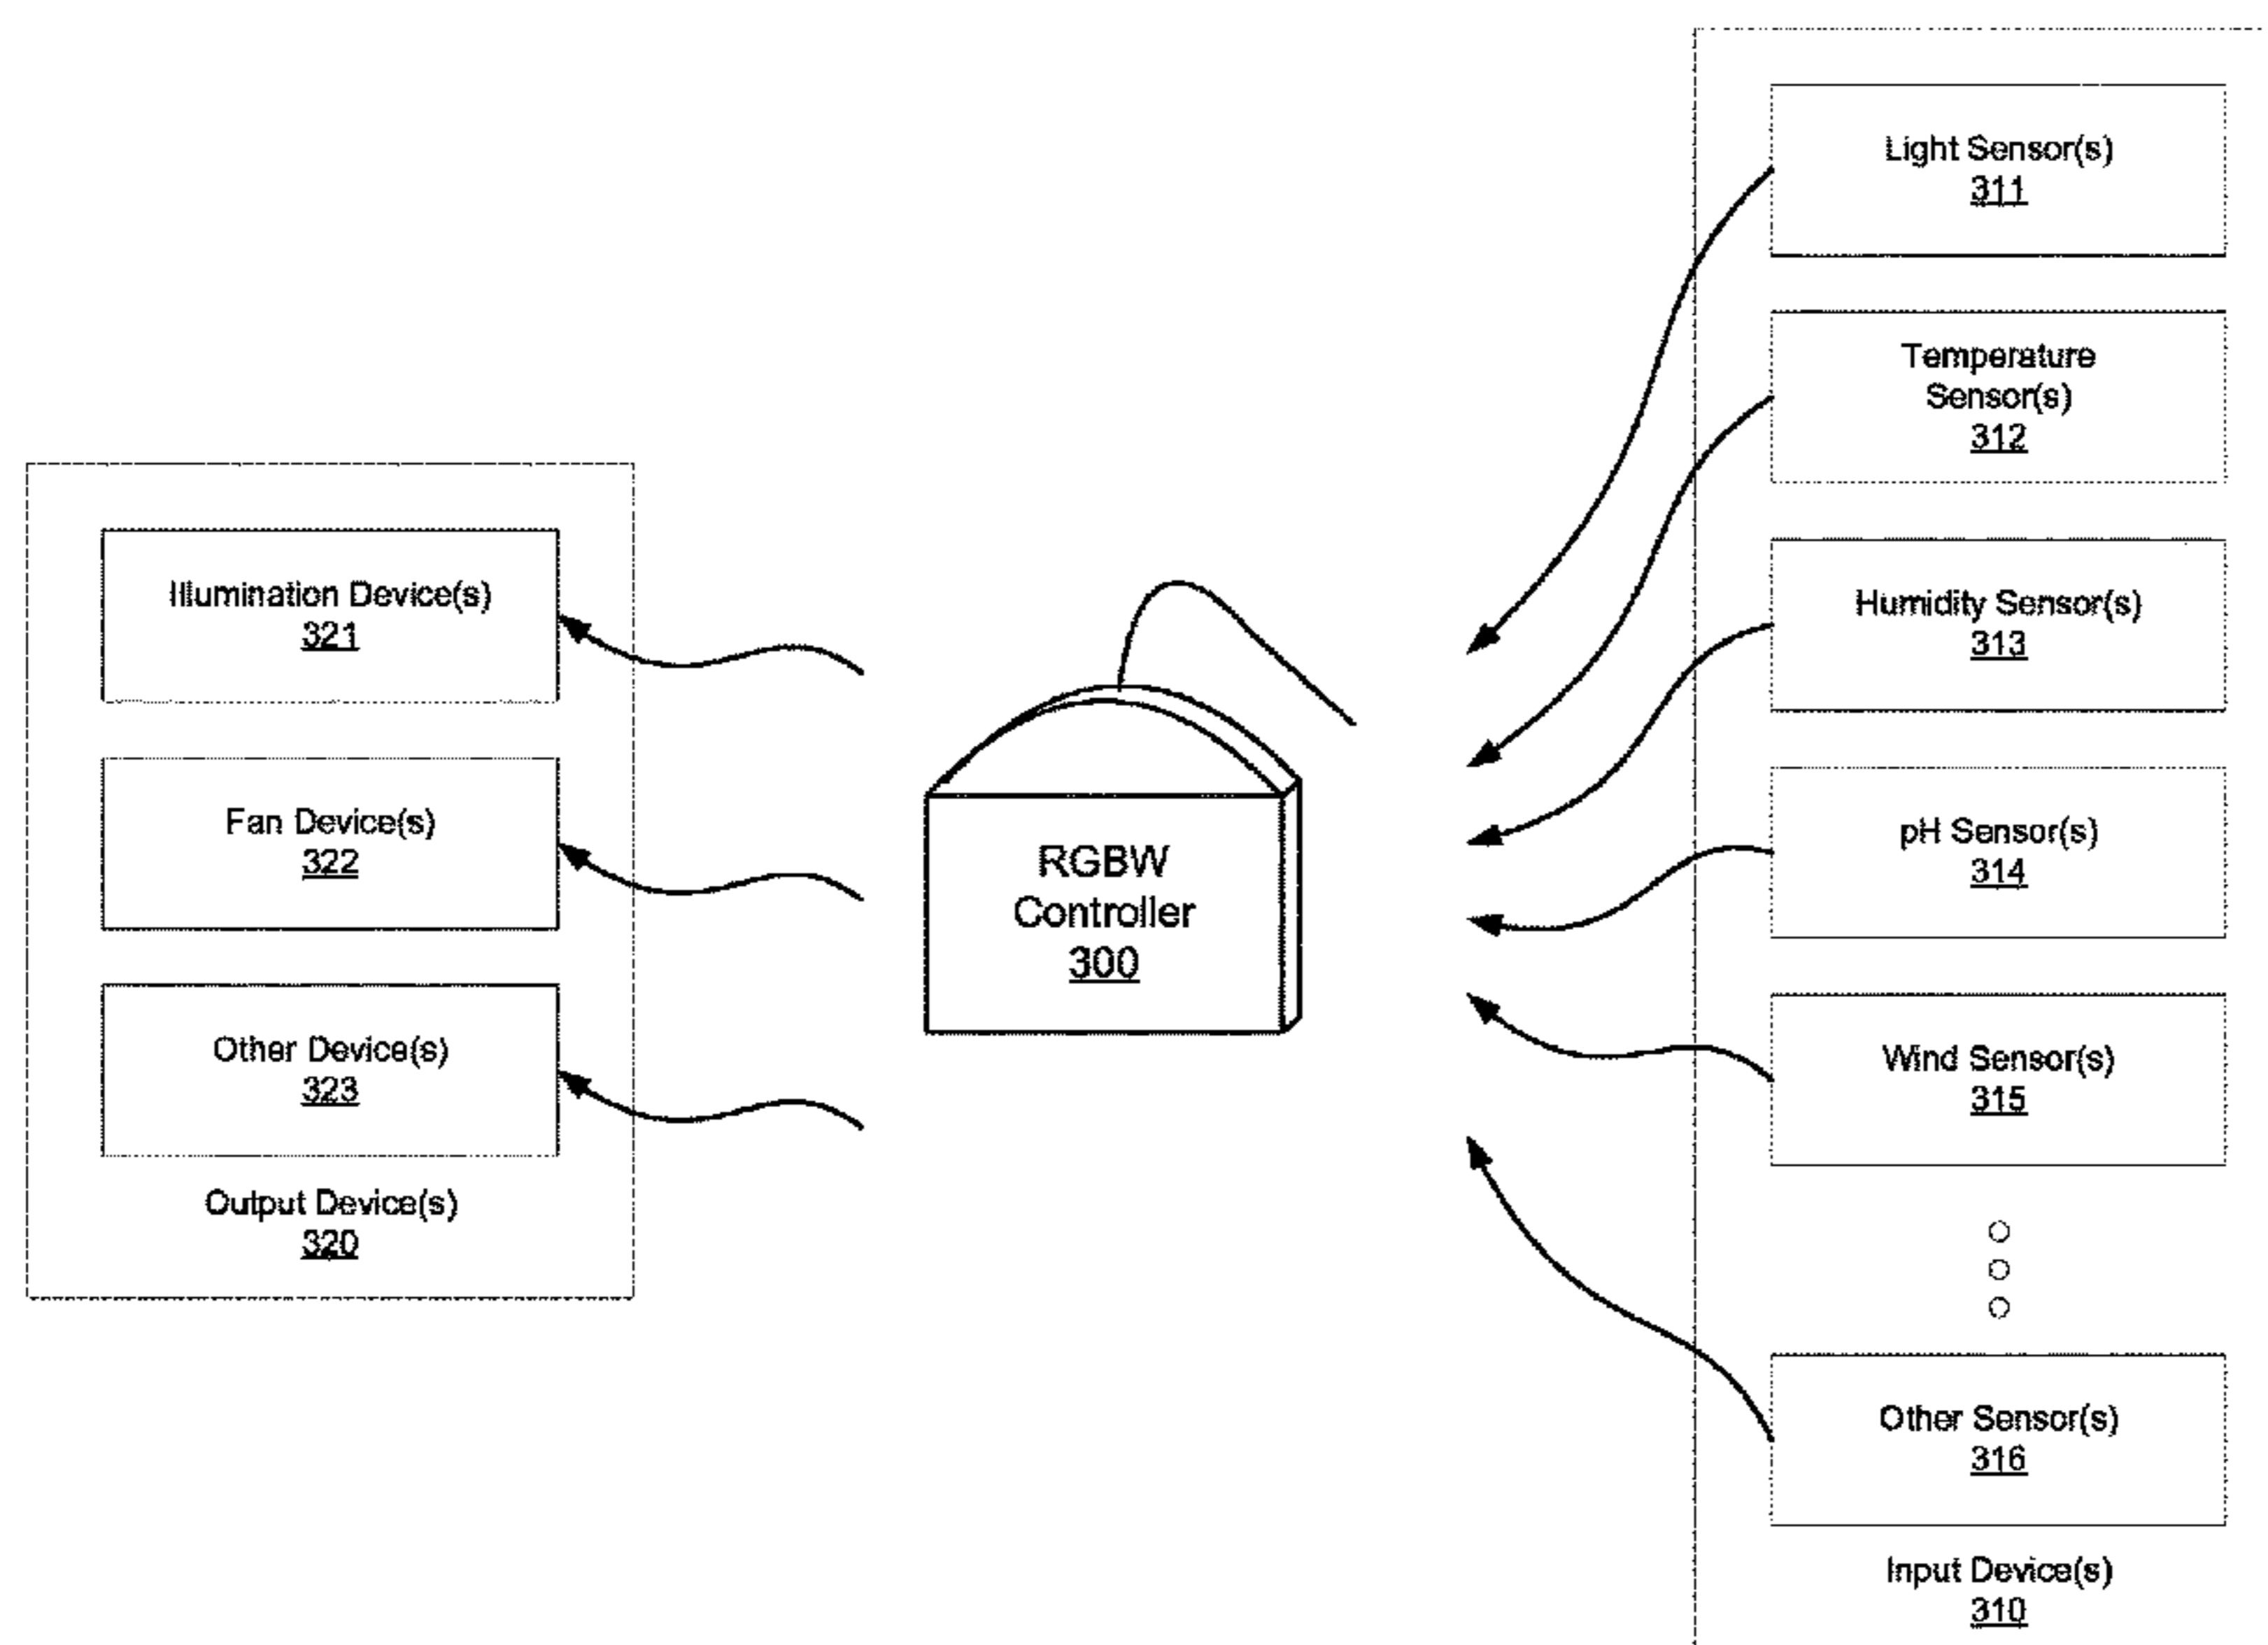 Light Sensor(s)
311
Temperature
Sensor(s)
312
Humidity Sensor(s)
313
pH Sensor(s)
314
Wind Sensor(s)
315
Other Sensor(s)
316
Input Device(s)
310
RGBW
Controller
300
Illumination Device(s)
321
Fan Device(s)
322
Other Device(s)
323
Output Device(s)
320